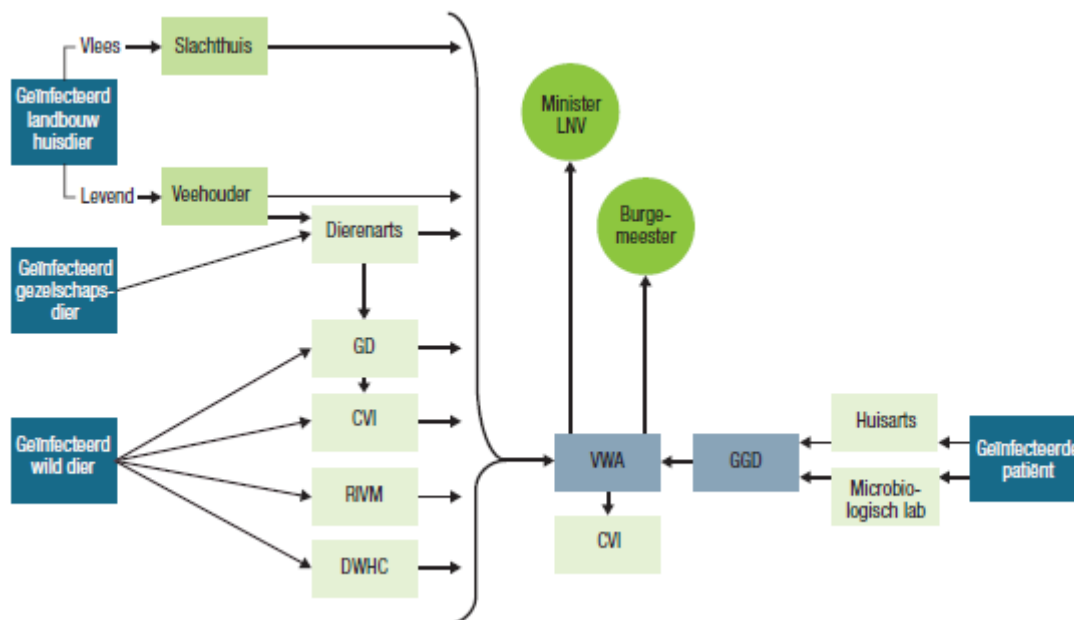 Vlees
Slachthuis
Geïnfecteerd
landbouw
huisdier
Levend
Veehouder
Dierenarts
Geïnfecteerd
gezelschaps-
dier
GD
CVI
Geïnfecteerd
wild dier
RIVM
DWHC
Minister
LNV
Burge-
meester
VWA
CVI
GGD
Huisarts
Microbio-
logisch lab
Geïnfecteerde
patiënt